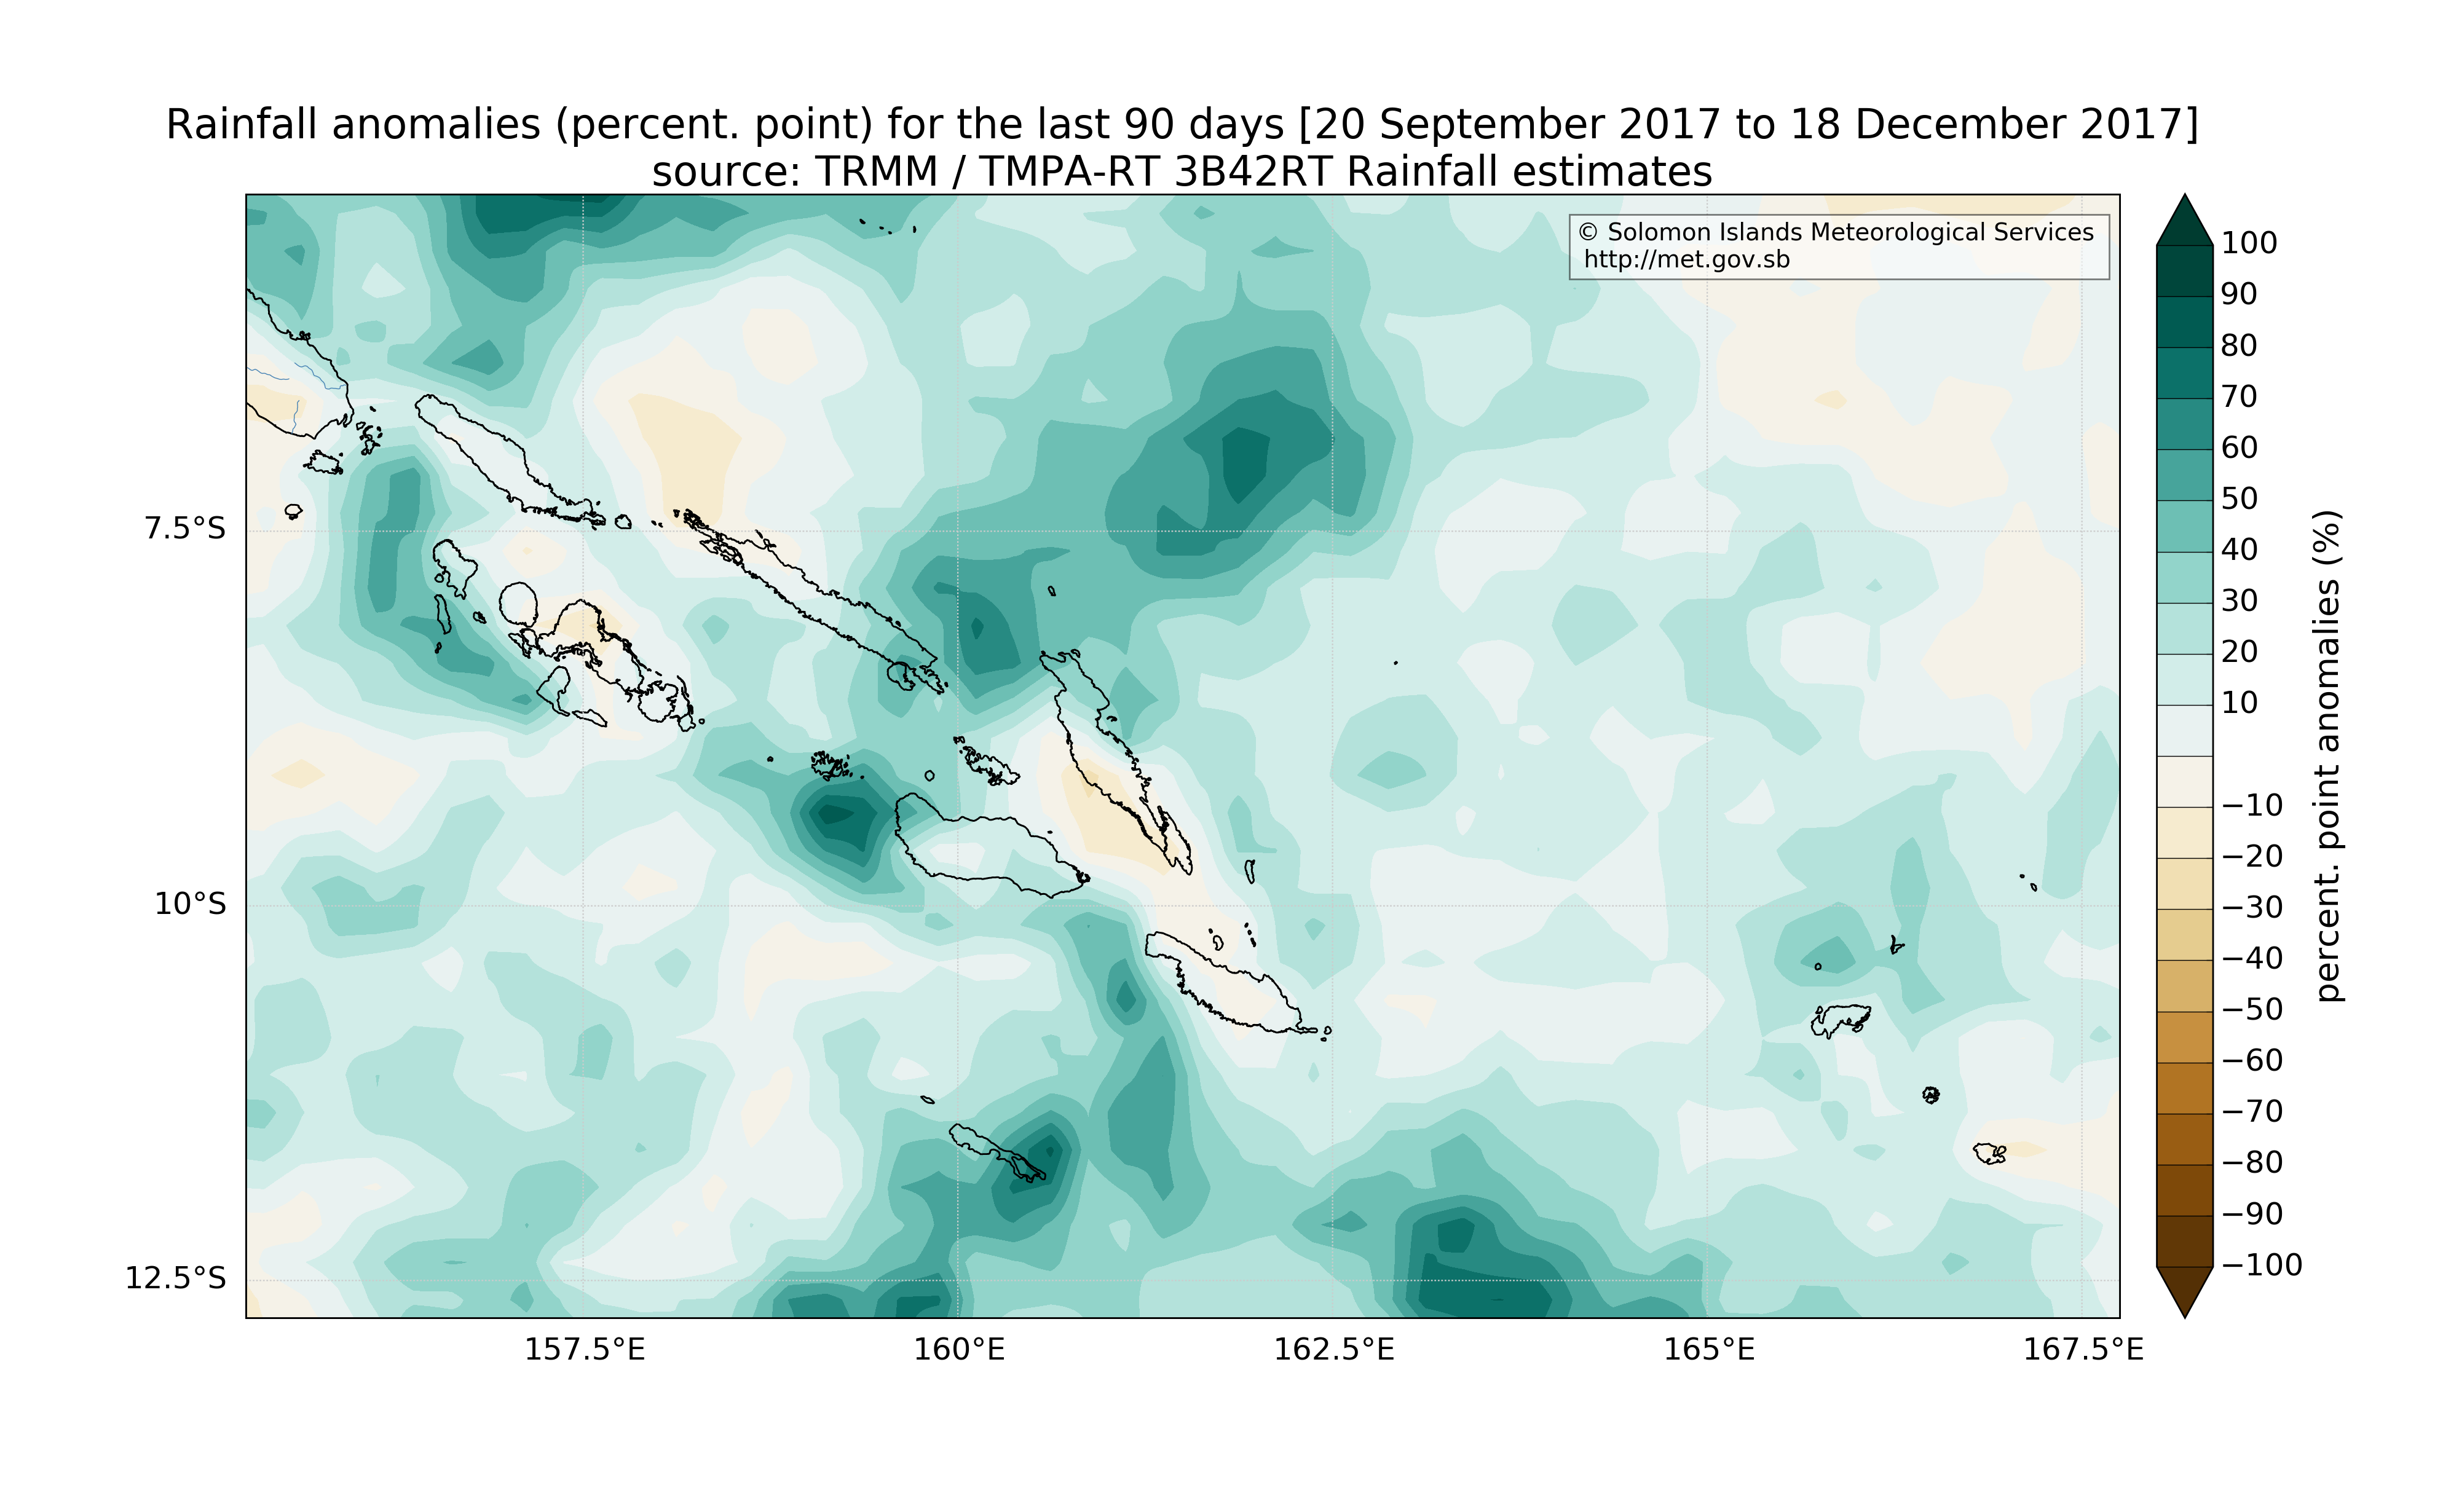 Rainfall anomalies (percent. point) for the last 90 days [20 September 2017 to 18 December 2017]
source: TRMM / TMPA-RT 3B42RT Rainfall estimates
© Solomon Islands Meteorological Services
http://met.gov.sb
7.5°S
10°S
12.5°S
157.5°E
160°E
162.5°E
165°E
167.5°E
100
90
80
70
60
50
40
30
20
10
−10
−20
−30
−40
−50
−60
−70
−80
−90
−100
percent. point anomalies (%)